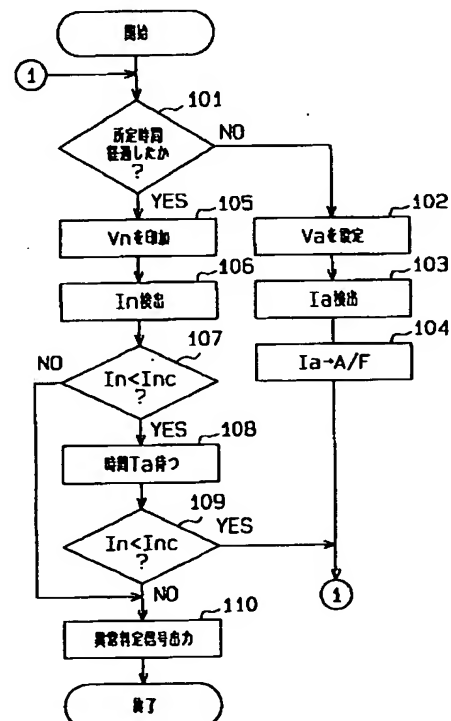 開始
1
101
所定時間
経過したか
?
NO
YES
105
Vnを印加
102
Vaを設定
106
In検出
103
Ia検出
104
Ia→A/F
107
NO
In<Inc
?
YES
108
時間Ta待つ
109
In<Inc
?
YES
NO
1
110
異常判定信号出力
終了